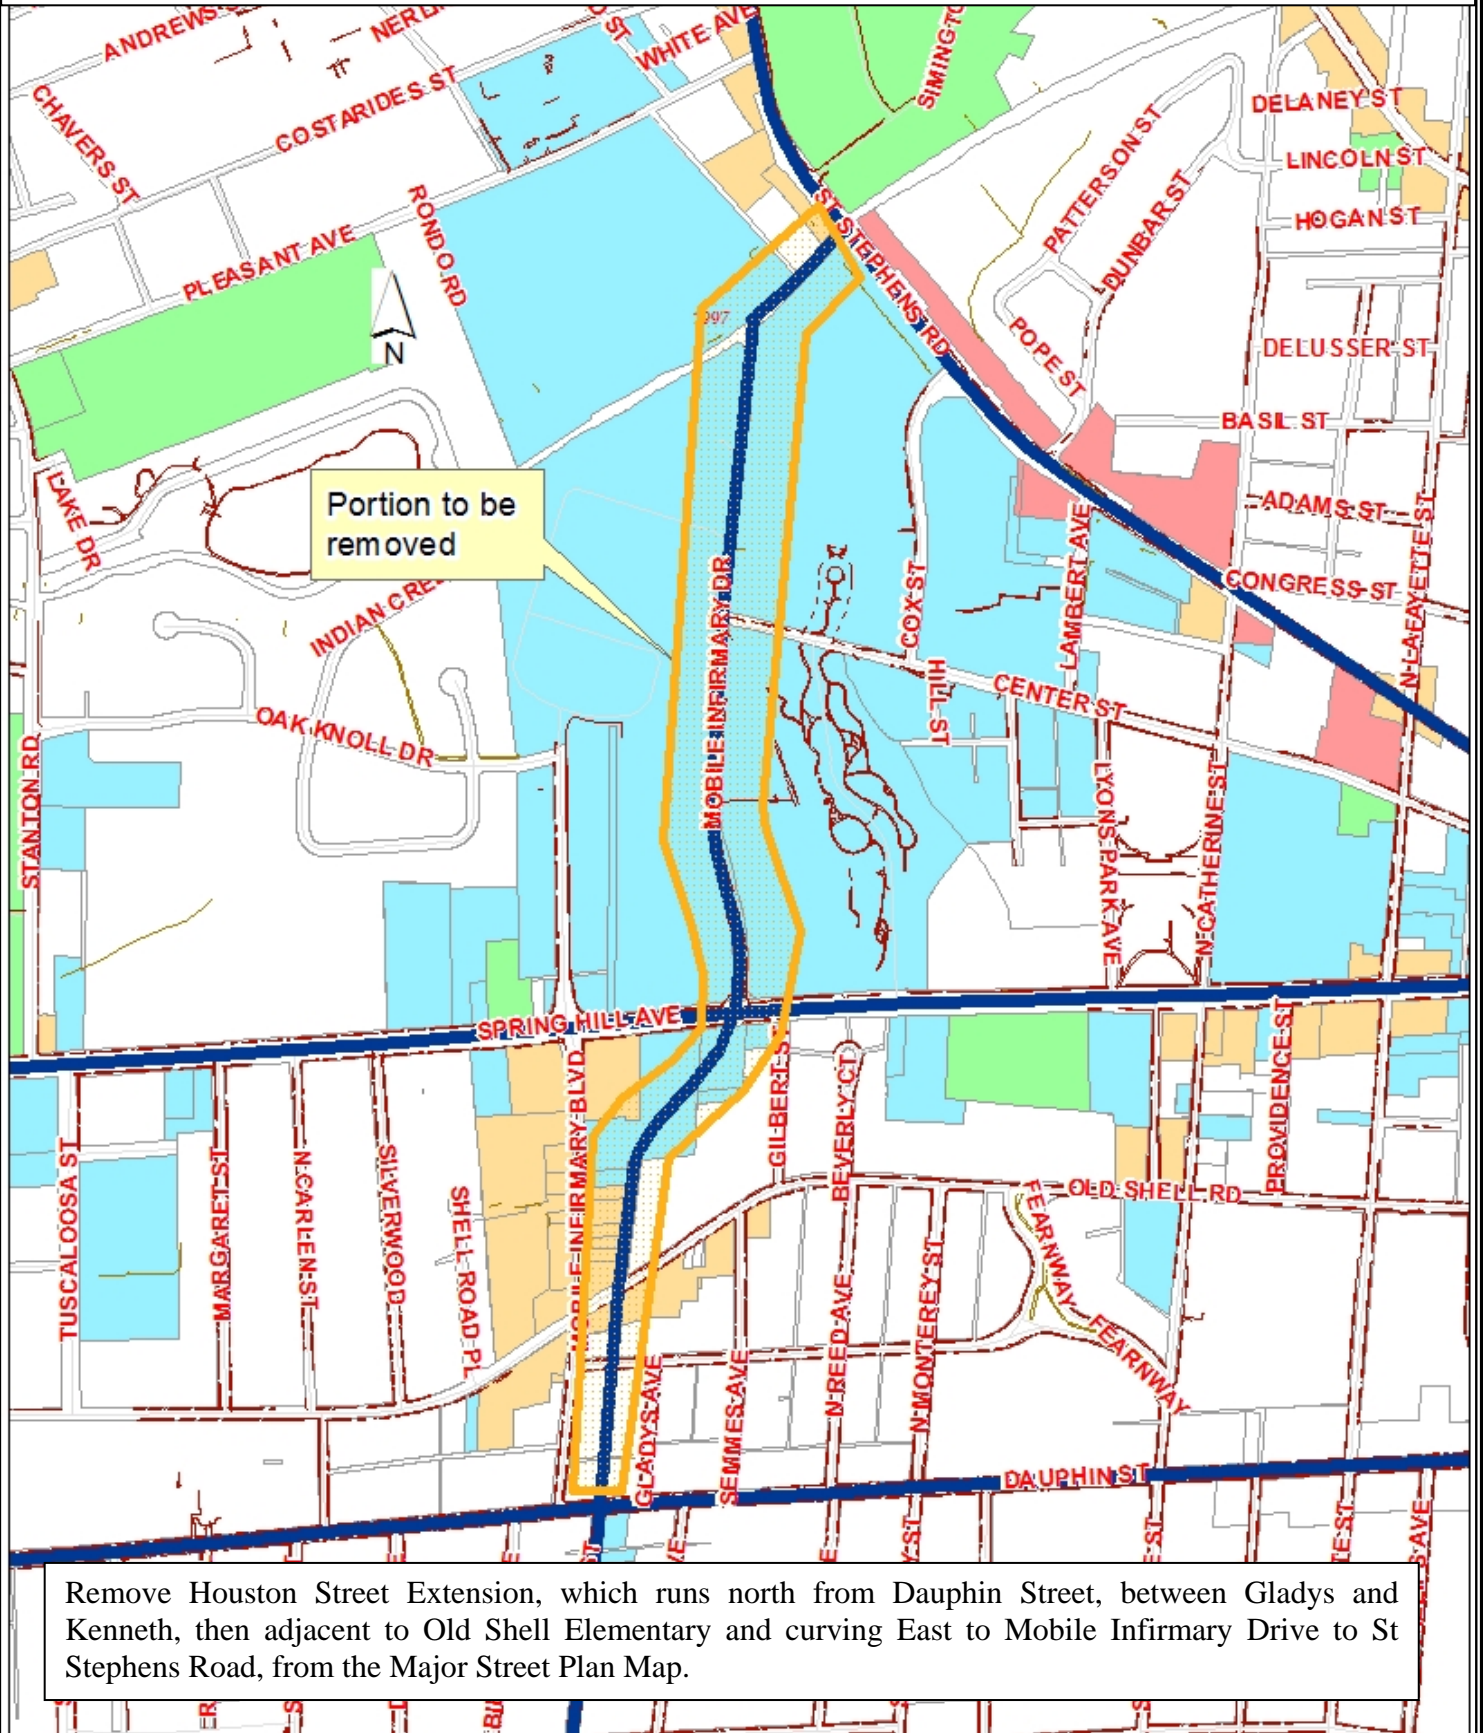 ANDREWS
NERLI
WHITE AVE
SIMINGTO
CHAVERS ST
COSTARIDES ST
DELANEY ST
LINCOLN ST
PATTERSON ST
DUNBAR ST
HOGAN ST
RONDO RD
PLEASANT AVE
ST STEPHENS RD
N
POPE ST
DELUSSER ST
BASIL ST
LAKE DR
Portion to be
removed
ADAMS ST
CONGRESS ST
N LAFAYETTE ST
INDIAN CREE
MOBILE INFIRMARY DR
COX ST
LAMBERT AVE
HILL ST
CENTER ST
OAK KNOLL DR
STANTON RD
LYONS PARK AVE
N CATHERINE ST
SPRING HILL AVE
PROVIDENCE ST
MOBILE INFIRMARY BLVD
GILBERT ST
BEVERLY CT
TUSCALOOSA ST
MARGARET ST
N CARLEN ST
SILVERWOOD
SHELL ROAD PL
OLD SHELL RD
FEARNWAY
FEARNWAY
N REED AVE
N MONTEREY ST
GLADYS AVE
SEMMES AVE
DAUPHIN ST
Remove Houston Street Extension, which runs north from Dauphin Street, between Gladys and
Kenneth, then adjacent to Old Shell Elementary and curving East to Mobile Infirmary Drive to St
Stephens Road, from the Major Street Plan Map.